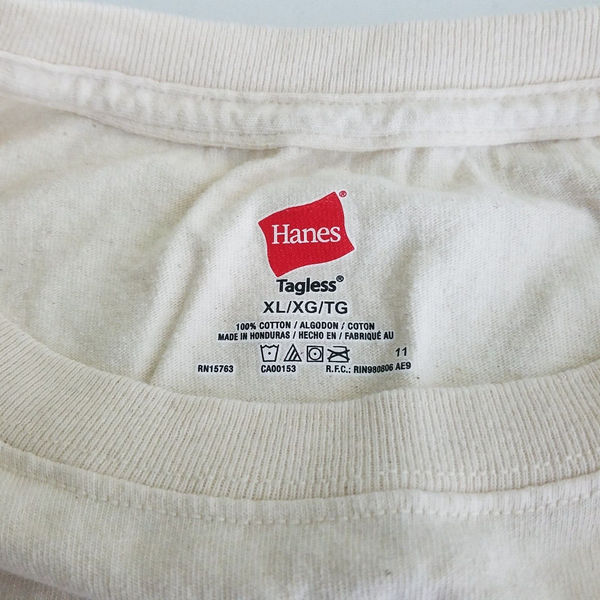 Hanes®
Tagless®
XL/XG/TG
100% COTTON / ALGODON / COTON
MADE IN HONDURAS / HECHO EN / FABRIQUÉ AU
11
RN15763 CA00153 R.F.C.: RIN980806 AE9